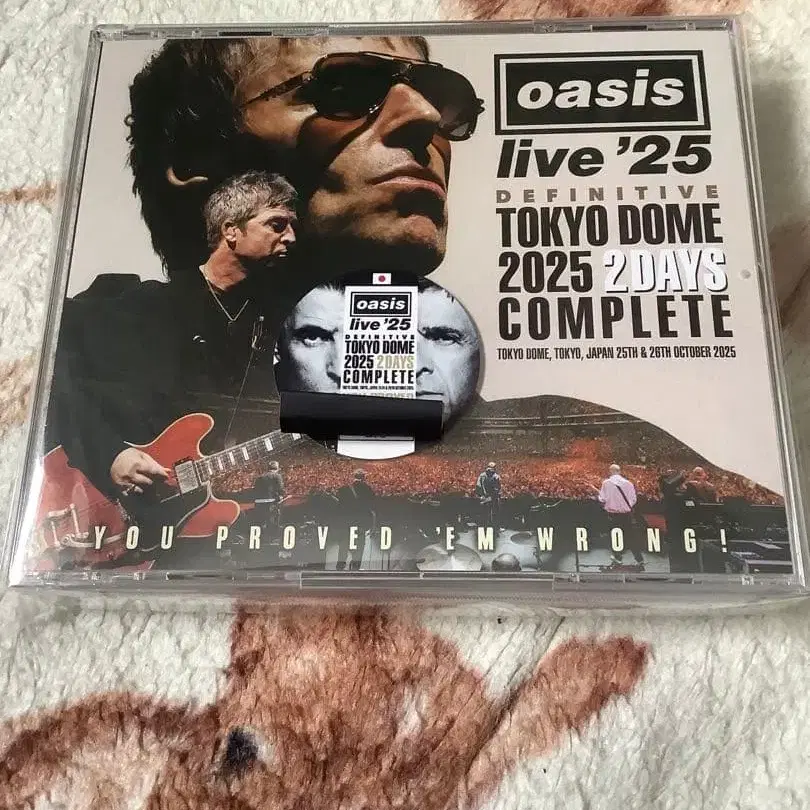 oasis
live '25
DEFINITIVE
TOKYO DOME
2025 2DAYS
COMPLETE
TOKYO DOME, TOKYO, JAPAN 25TH & 26TH OCTOBER 2025
oasis
live '25
DEFINITIVE
TOKYO DOME
2025 2DAYS
COMPLETE
YOU PROVED 'EM WRONG!